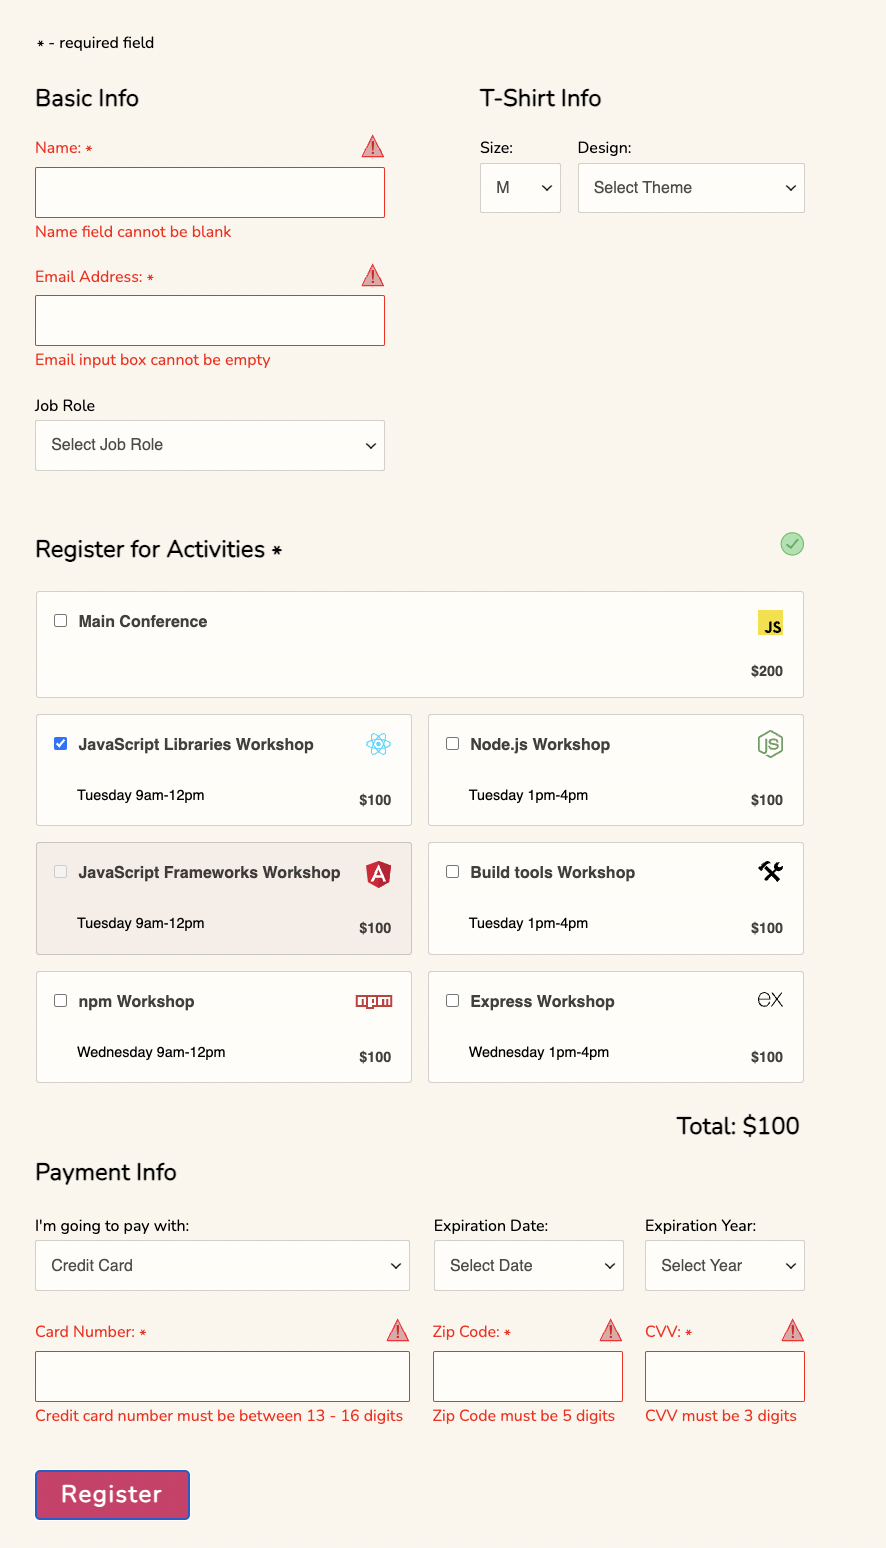 * - required field
Basic Info
Name: *
Name field cannot be blank
Email Address: *
Email input box cannot be empty
Job Role
Select Job Role
T-Shirt Info
Size:
Design:
M
Select Theme
Register for Activities *
Main Conference
JS
$200
JavaScript Libraries Workshop
Tuesday 9am-12pm
$100
Node.js Workshop
JS
Tuesday 1pm-4pm
$100
JavaScript Frameworks Workshop
A
Tuesday 9am-12pm
$100
Build tools Workshop
Tuesday 1pm-4pm
$100
npm Workshop
npm
Wednesday 9am-12pm
$100
Express Workshop
ex
Wednesday 1pm-4pm
$100
Total: $100
Payment Info
I'm going to pay with:
Credit Card
Expiration Date:
Select Date
Expiration Year:
Select Year
Card Number: *
Credit card number must be between 13 - 16 digits
Zip Code: *
Zip Code must be 5 digits
CVV: *
CVV must be 3 digits
Register